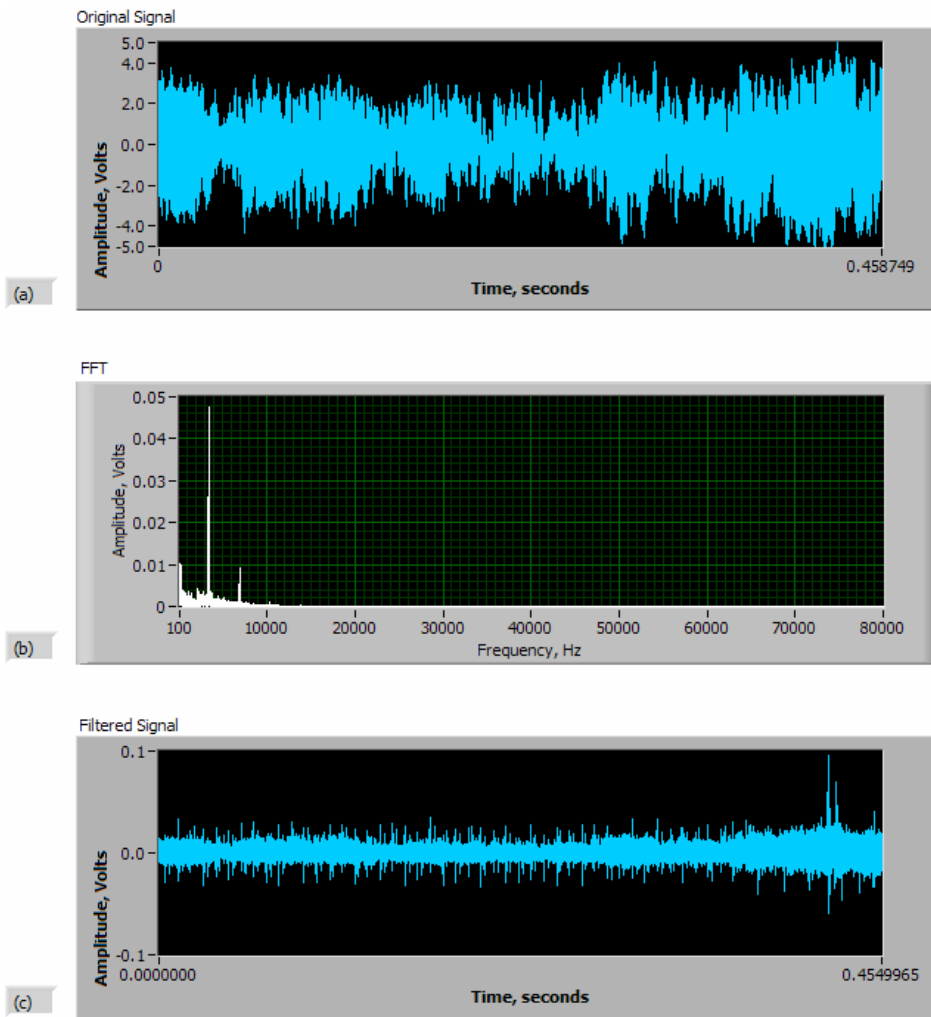 Original Signal
5.0
4.0
2.0
0.0
-2.0
-4.0
-5.0
Amplitude, Volts
0 0.458749
Time, seconds
(a)
FFT
0.05
0.04
0.03
0.02
0.01
0
Amplitude, Volts
100 10000 20000 30000 40000 50000 60000 70000 80000
Frequency, Hz
(b)
Filtered Signal
0.1
0.0
-0.1
Amplitude, Volts
0.0000000 0.4549965
Time, seconds
(c)